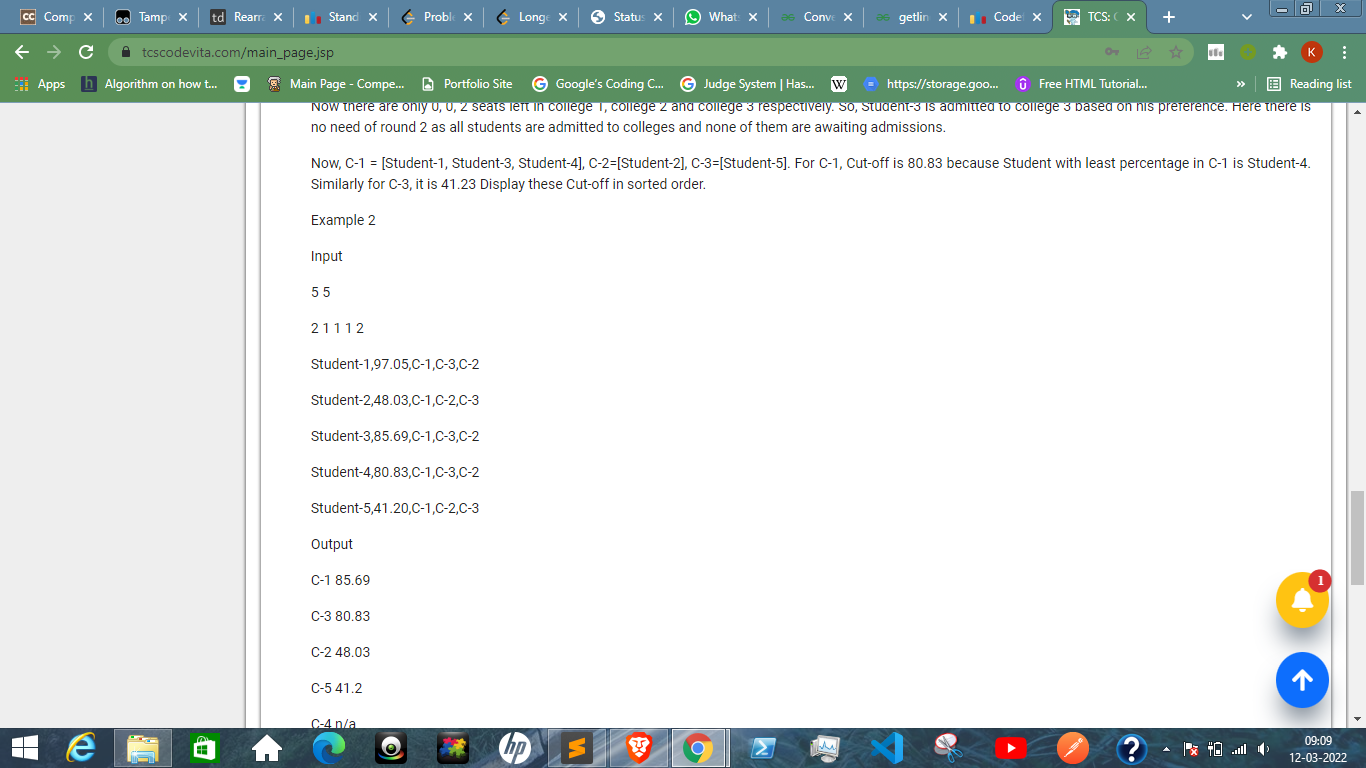 Comp
Tamp
Rearra
Stand
Proble
Longe
Status
Whats
Conve
getlin
Codef
TCS: C
tcscodevita.com/main_page.jsp
K
Apps
Algorithm on how t...
Main Page - Compe...
Portfolio Site
Google's Coding C...
Judge System | Has...
W
https://storage.goo...
Free HTML Tutorial...
»
Reading list
Now there are only 0, 0, 2 seats left in college 1, college 2 and college 3 respectively. So, Student-3 is admitted to college 3 based on his preference. Here there is
no need of round 2 as all students are admitted to colleges and none of them are awaiting admissions.
Now, C-1 = [Student-1, Student-3, Student-4], C-2=[Student-2], C-3=[Student-5]. For C-1, Cut-off is 80.83 because Student with least percentage in C-1 is Student-4.
Similarly for C-3, it is 41.23 Display these Cut-off in sorted order.
Example 2
Input
5 5
2 1 1 1 2
Student-1,97.05,C-1,C-3,C-2
Student-2,48.03,C-1,C-2,C-3
Student-3,85.69,C-1,C-3,C-2
Student-4,80.83,C-1,C-3,C-2
Student-5,41.20,C-1,C-2,C-3
Output
C-1 85.69
C-3 80.83
C-2 48.03
C-5 41.2
C-4 n/a
1
09:09
12-03-2022